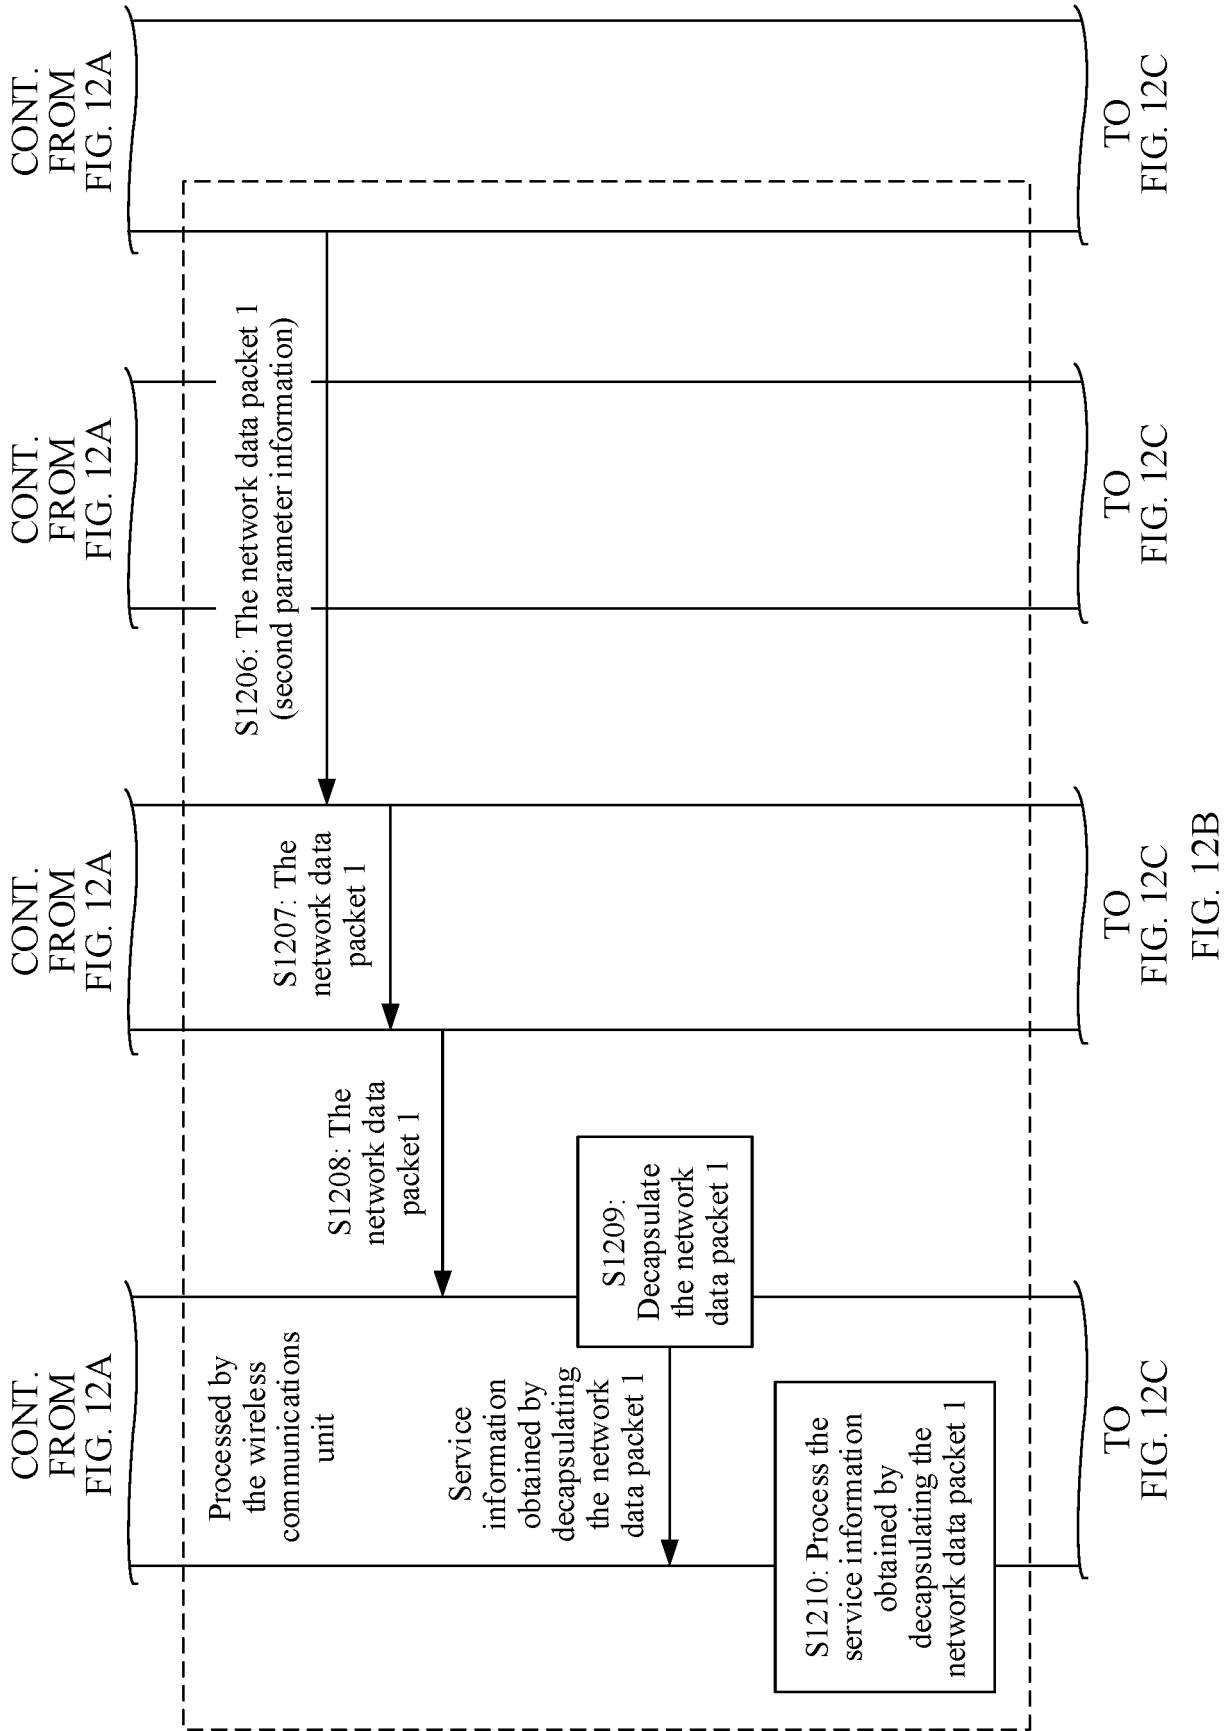 CONT.
FROM
FIG. 12A
CONT.
FROM
FIG. 12A
CONT.
FROM
FIG. 12A
CONT.
FROM
FIG. 12A
Processed by
the wireless
communications
unit
S1206: The network data packet 1
(second parameter information)
S1207: The
network data
packet 1
S1208: The
network data
packet 1
Service
information
obtained by
decapsulating
the network
data packet 1
S1209:
Decapsulate
the network
data packet 1
S1210: Process the
service information
obtained by
decapsulating the
network data packet 1
TO
FIG. 12C
TO
FIG. 12C
TO
FIG. 12C
TO
FIG. 12C
FIG. 12B